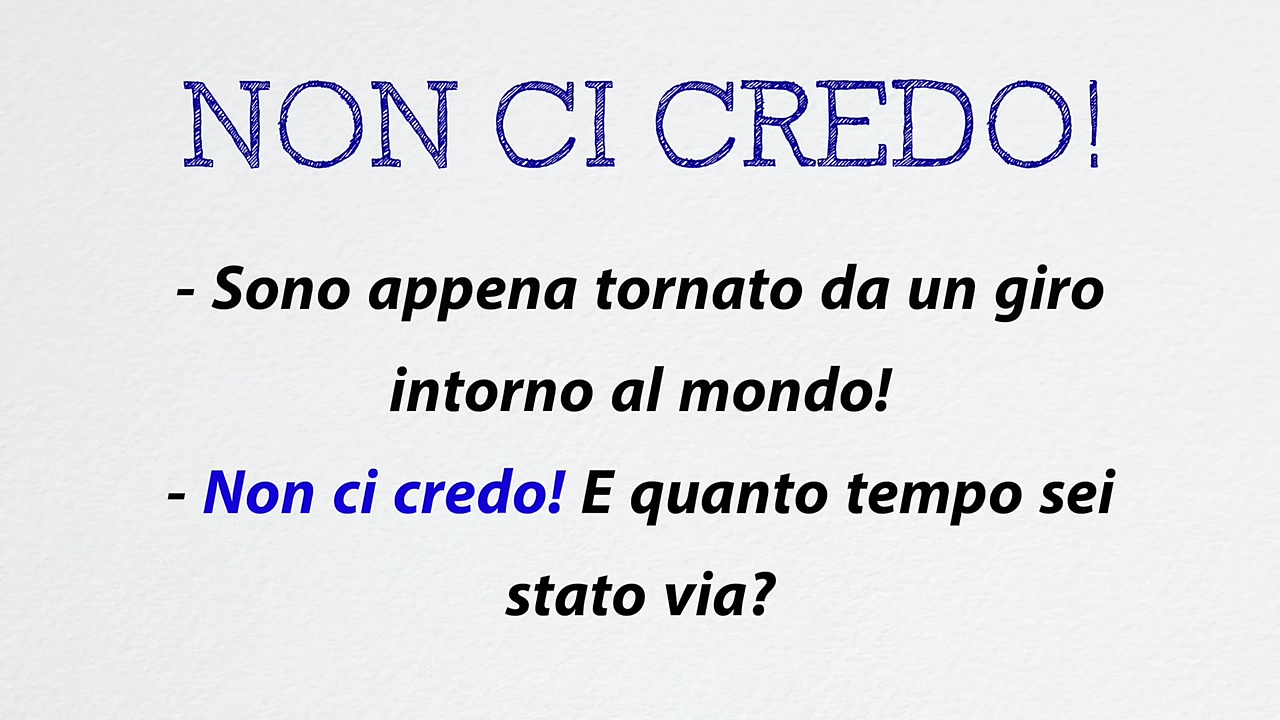 NON CI CREDO!
- Sono appena tornato da un giro
intorno al mondo!
- Non ci credo! E quanto tempo sei
stato via?